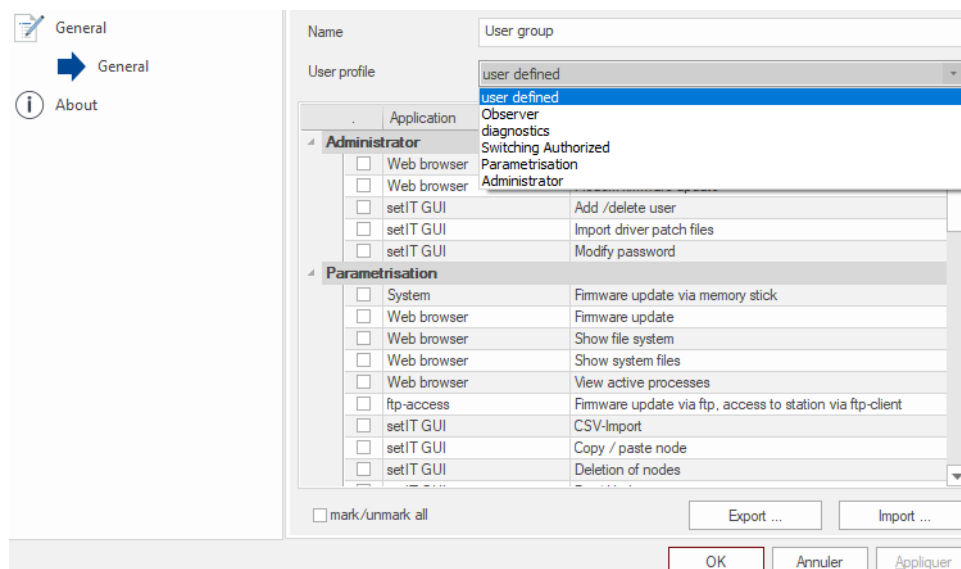 General
General
About
Name
User group
User profile
user defined
user defined
Observer
diagnostics
Switching Authorized
Parametrisation
Administrator
. Application
Administrator
Web browser
Web browser
setIT GUI Add /delete user
setIT GUI Import driver patch files
setIT GUI Modify password
Parametrisation
System Firmware update via memory stick
Web browser Firmware update
Web browser Show file system
Web browser Show system files
Web browser View active processes
ftp-access Firmware update via ftp, access to station via ftp-client
setIT GUI CSV-Import
setIT GUI Copy / paste node
setIT GUI Deletion of nodes
mark/unmark all
Export ...
Import ...
OK
Annuler
Appliquer